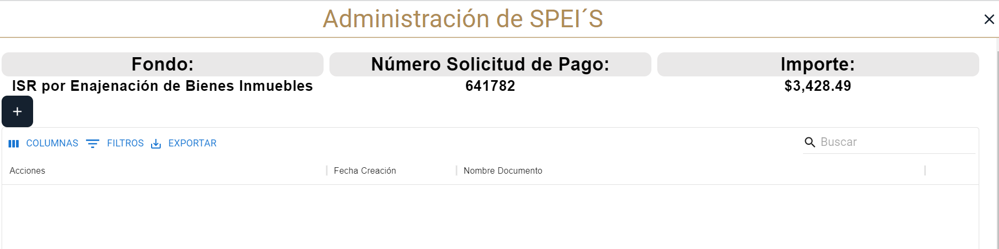 Administración de SPEI´S
Fondo:
Número Solicitud de Pago:
Importe:
ISR por Enajenación de Bienes Inmuebles
641782
$3,428.49
+
COLUMNAS
FILTROS
EXPORTAR
Buscar
Acciones
Fecha Creación
Nombre Documento